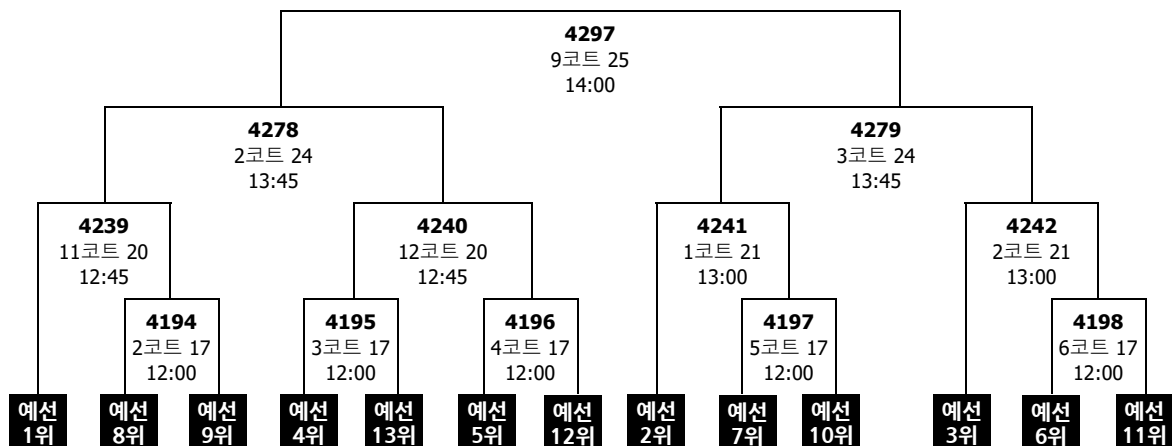 4297
9코트 25
14:00
4278
2코트 24
13:45
4279
3코트 24
13:45
4239
11코트 20
12:45
4240
12코트 20
12:45
4241
1코트 21
13:00
4242
2코트 21
13:00
4194
2코트 17
12:00
4195
3코트 17
12:00
4196
4코트 17
12:00
4197
5코트 17
12:00
4198
6코트 17
12:00
예선
1위
예선
8위
예선
9위
예선
4위
예선
13위
예선
5위
예선
12위
예선
2위
예선
7위
예선
10위
예선
3위
예선
6위
예선
11위